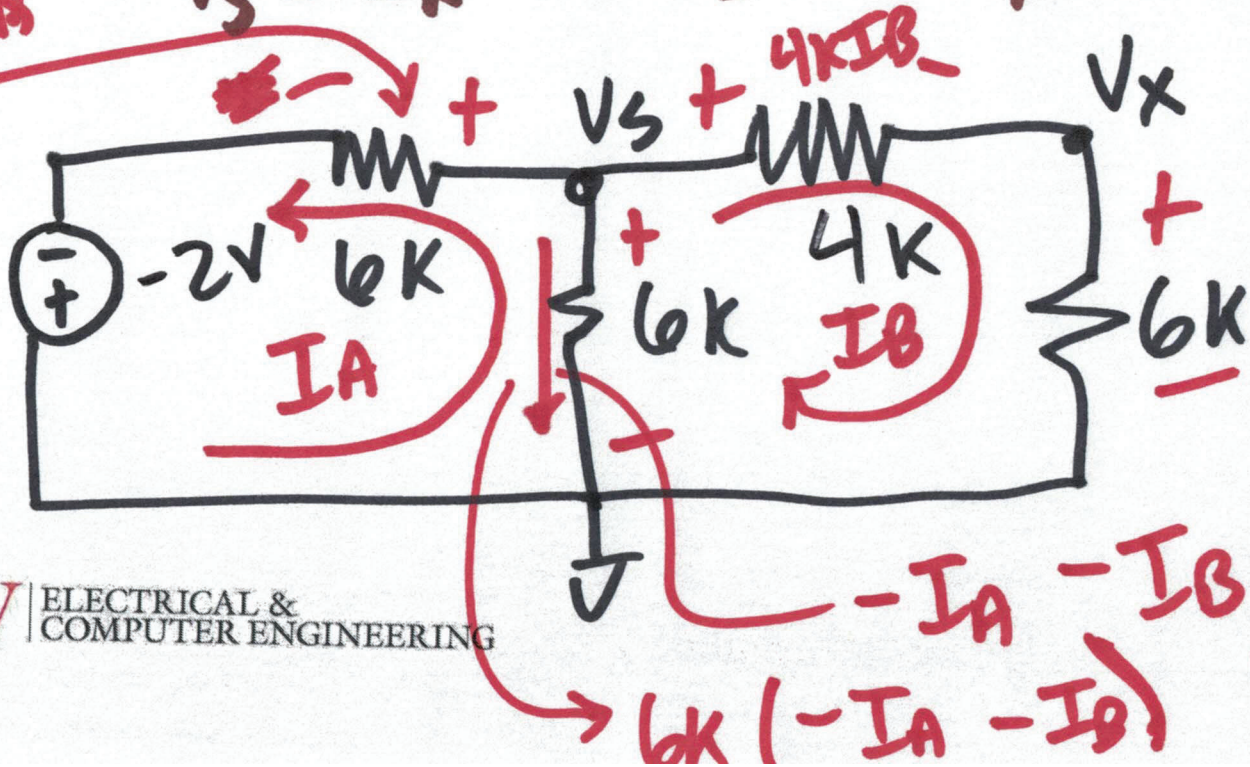 4KIB
+ - + VS + - VX
- + -2V 6K + 6K 4K + 6K -
IA IB
-
ELECTRICAL &
COMPUTER ENGINEERING
-IA -IB
6K (-IA -IB)